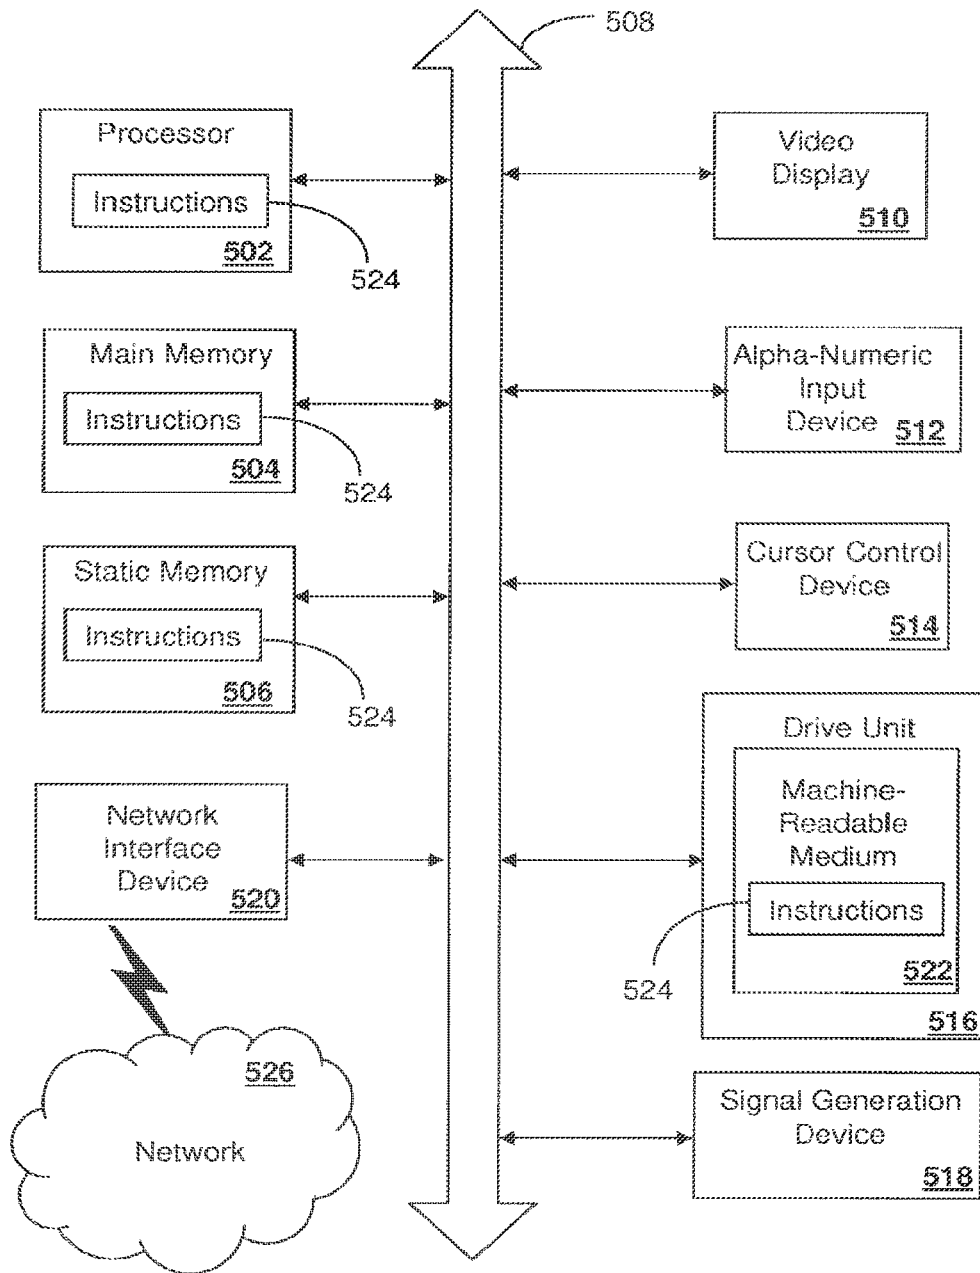 508
Processor
Instructions
502
524
Main Memory
Instructions
504
524
Static Memory
Instructions
506
524
Network
Interface
Device
520
526
Network
Video
Display
510
Alpha-Numeric
Input
Device
512
Cursor Control
Device
514
Drive Unit
Machine-
Readable
Medium
Instructions
522
524
516
Signal Generation
Device
518